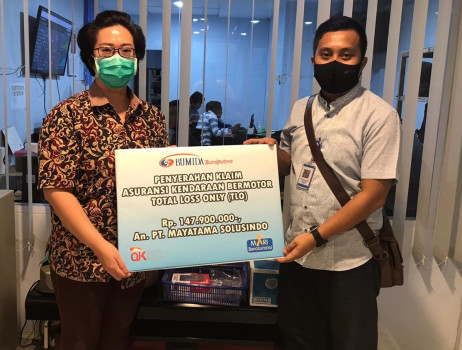 BUMIDA Bumiputera
PENYERAHAN KLAIM
ASURANSI KENDARAAN BERMOTOR
TOTAL LOSS ONLY (TLO)
Rp. 147.900.000-,
An. PT. MAYATAMA SOLUSINDO
MARI
Berasuransi